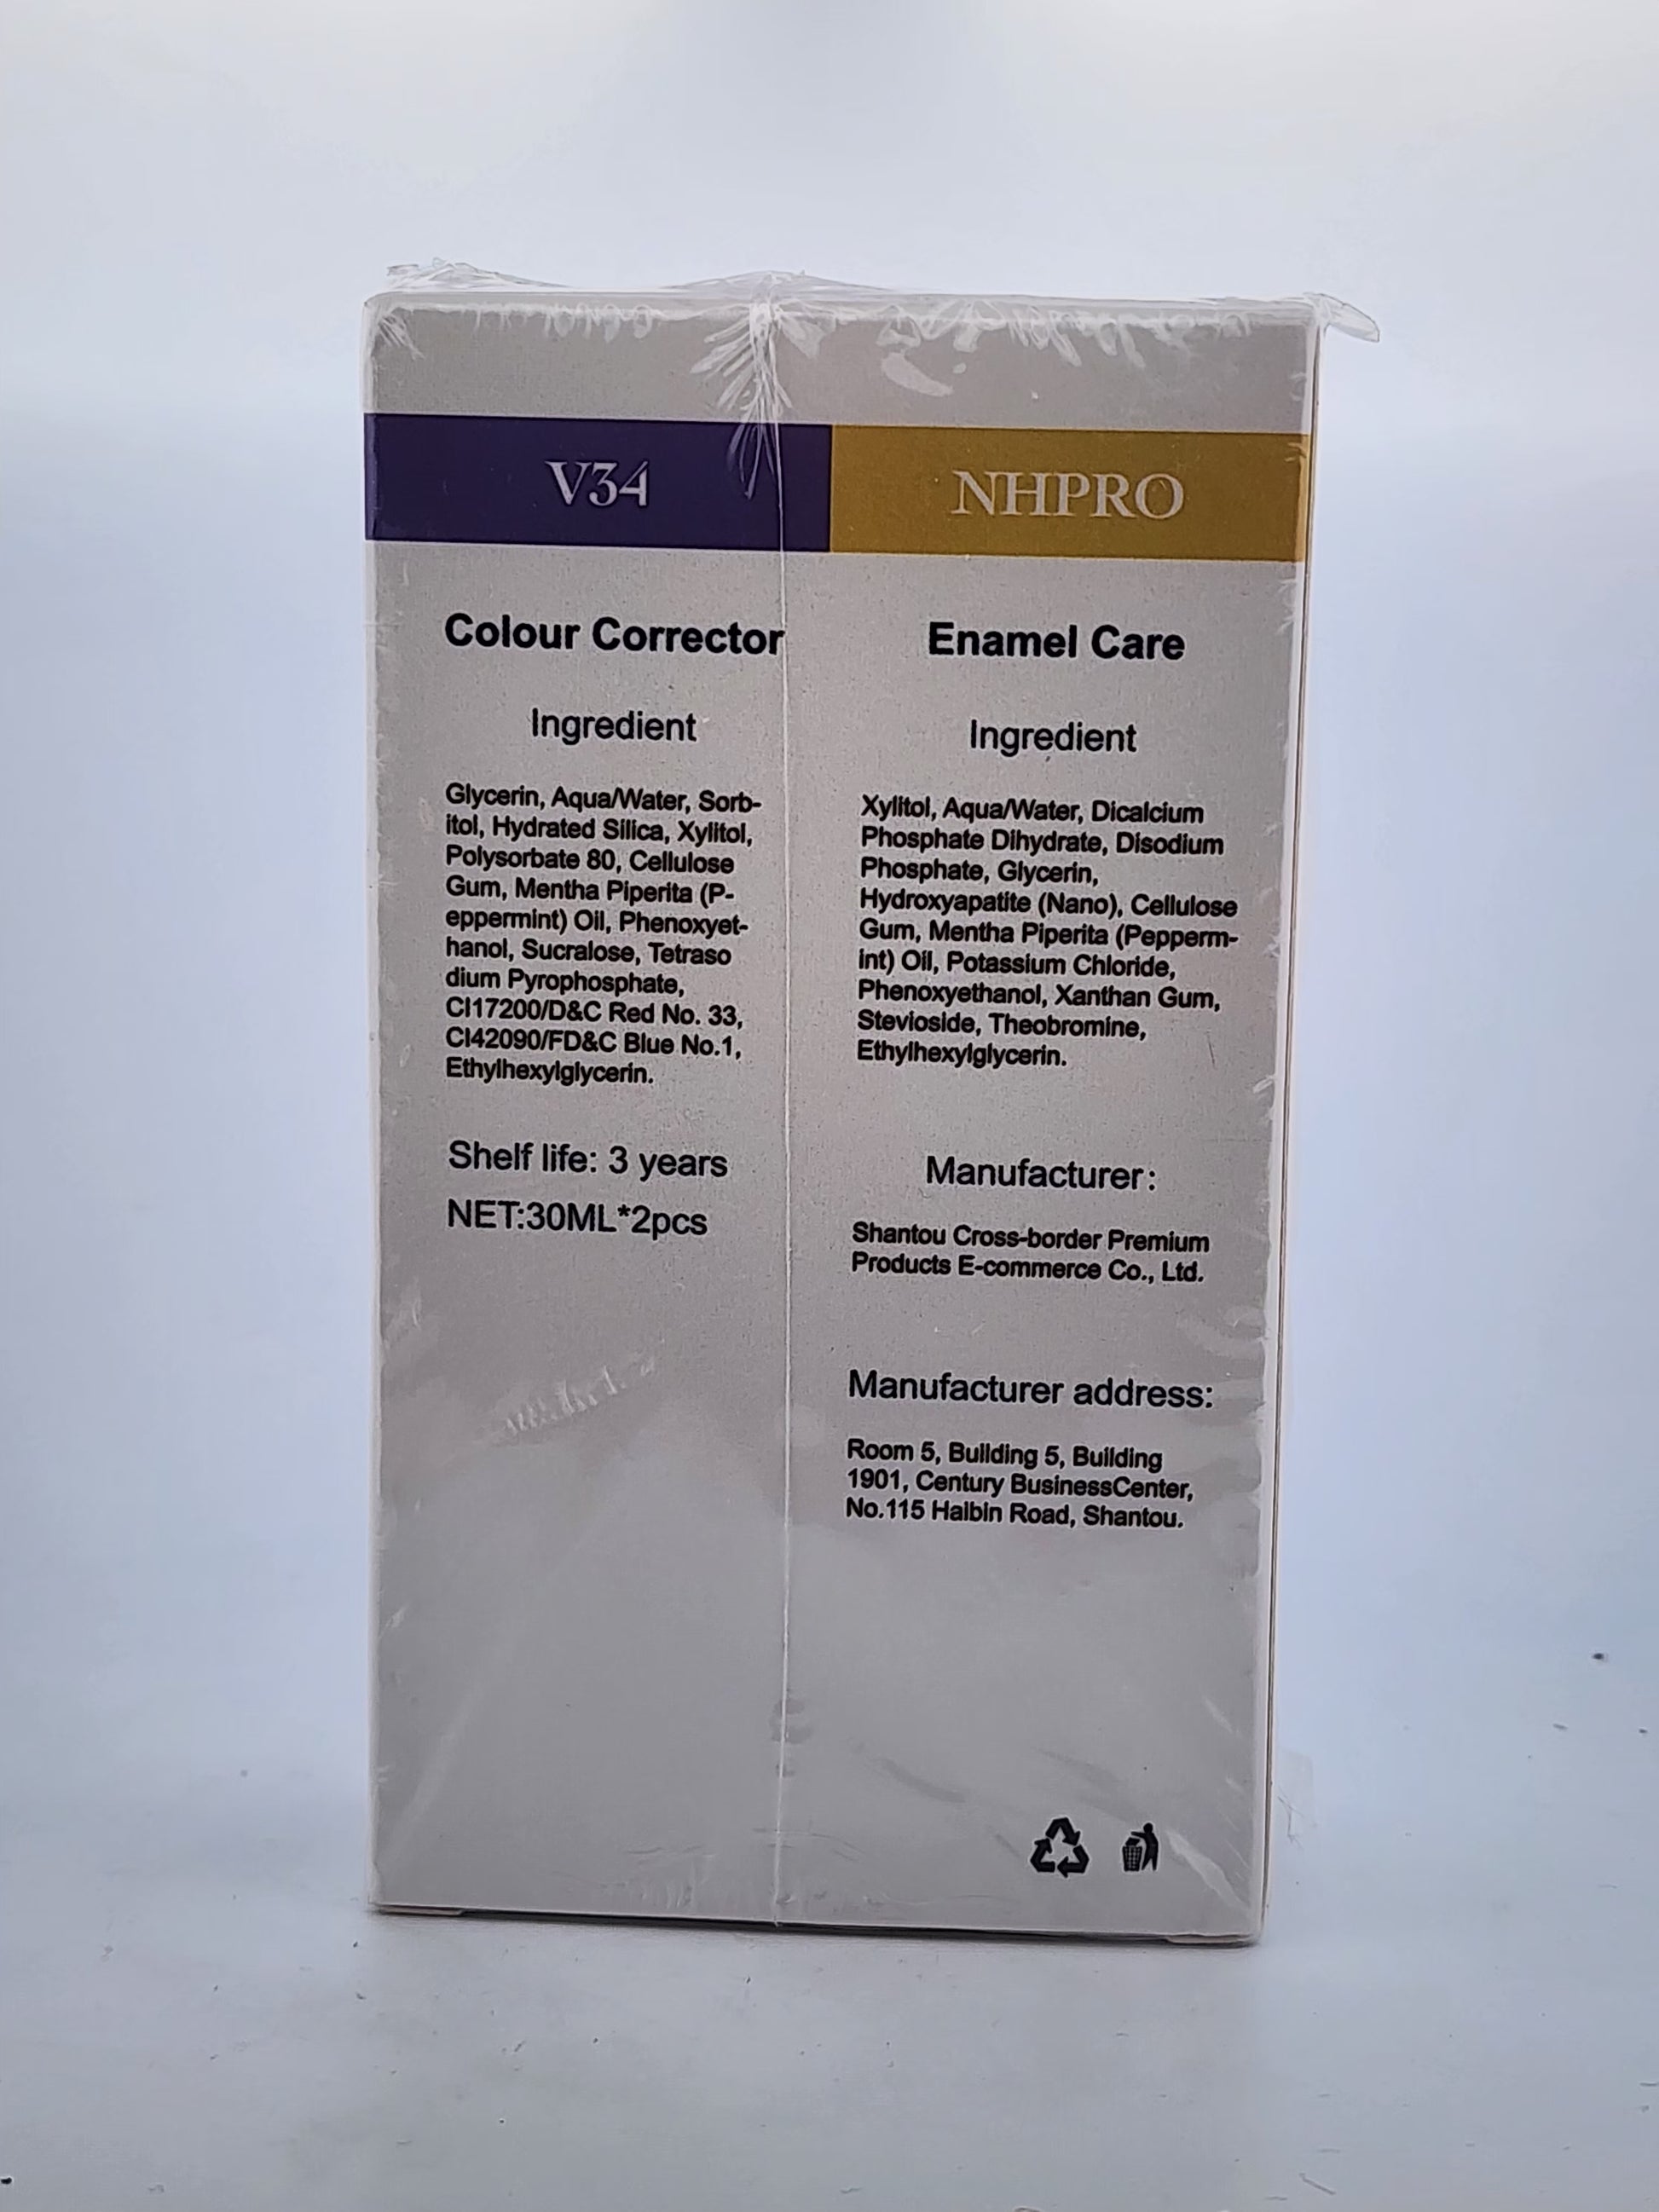 V34
Colour Corrector
Ingredient
Glycerin, Aqua/Water, Sorb-
itol, Hydrated Silica, Xylitol,
Polysorbate 80, Cellulose
Gum, Mentha Piperita (P-
eppermint) Oil, Phenoxyet-
hanol, Sucralose, Tetraso
dium Pyrophosphate,
CI17200/D&C Red No. 33,
CI42090/FD&C Blue No.1,
Ethylhexylglycerin.
Shelf life: 3 years
NET:30ML*2pcs
NHPRO
Enamel Care
Ingredient
Xylitol, Aqua/Water, Dicalcium
Phosphate Dihydrate, Disodium
Phosphate, Glycerin,
Hydroxyapatite (Nano), Cellulose
Gum, Mentha Piperita (Pepperm-
int) Oil, Potassium Chloride,
Phenoxyethanol, Xanthan Gum,
Stevioside, Theobromine,
Ethylhexylglycerin.
Manufacturer:
Shantou Cross-border Premium
Products E-commerce Co., Ltd.
Manufacturer address:
Room 5, Building 5, Building
1901, Century BusinessCenter,
No.115 Haibin Road, Shantou.